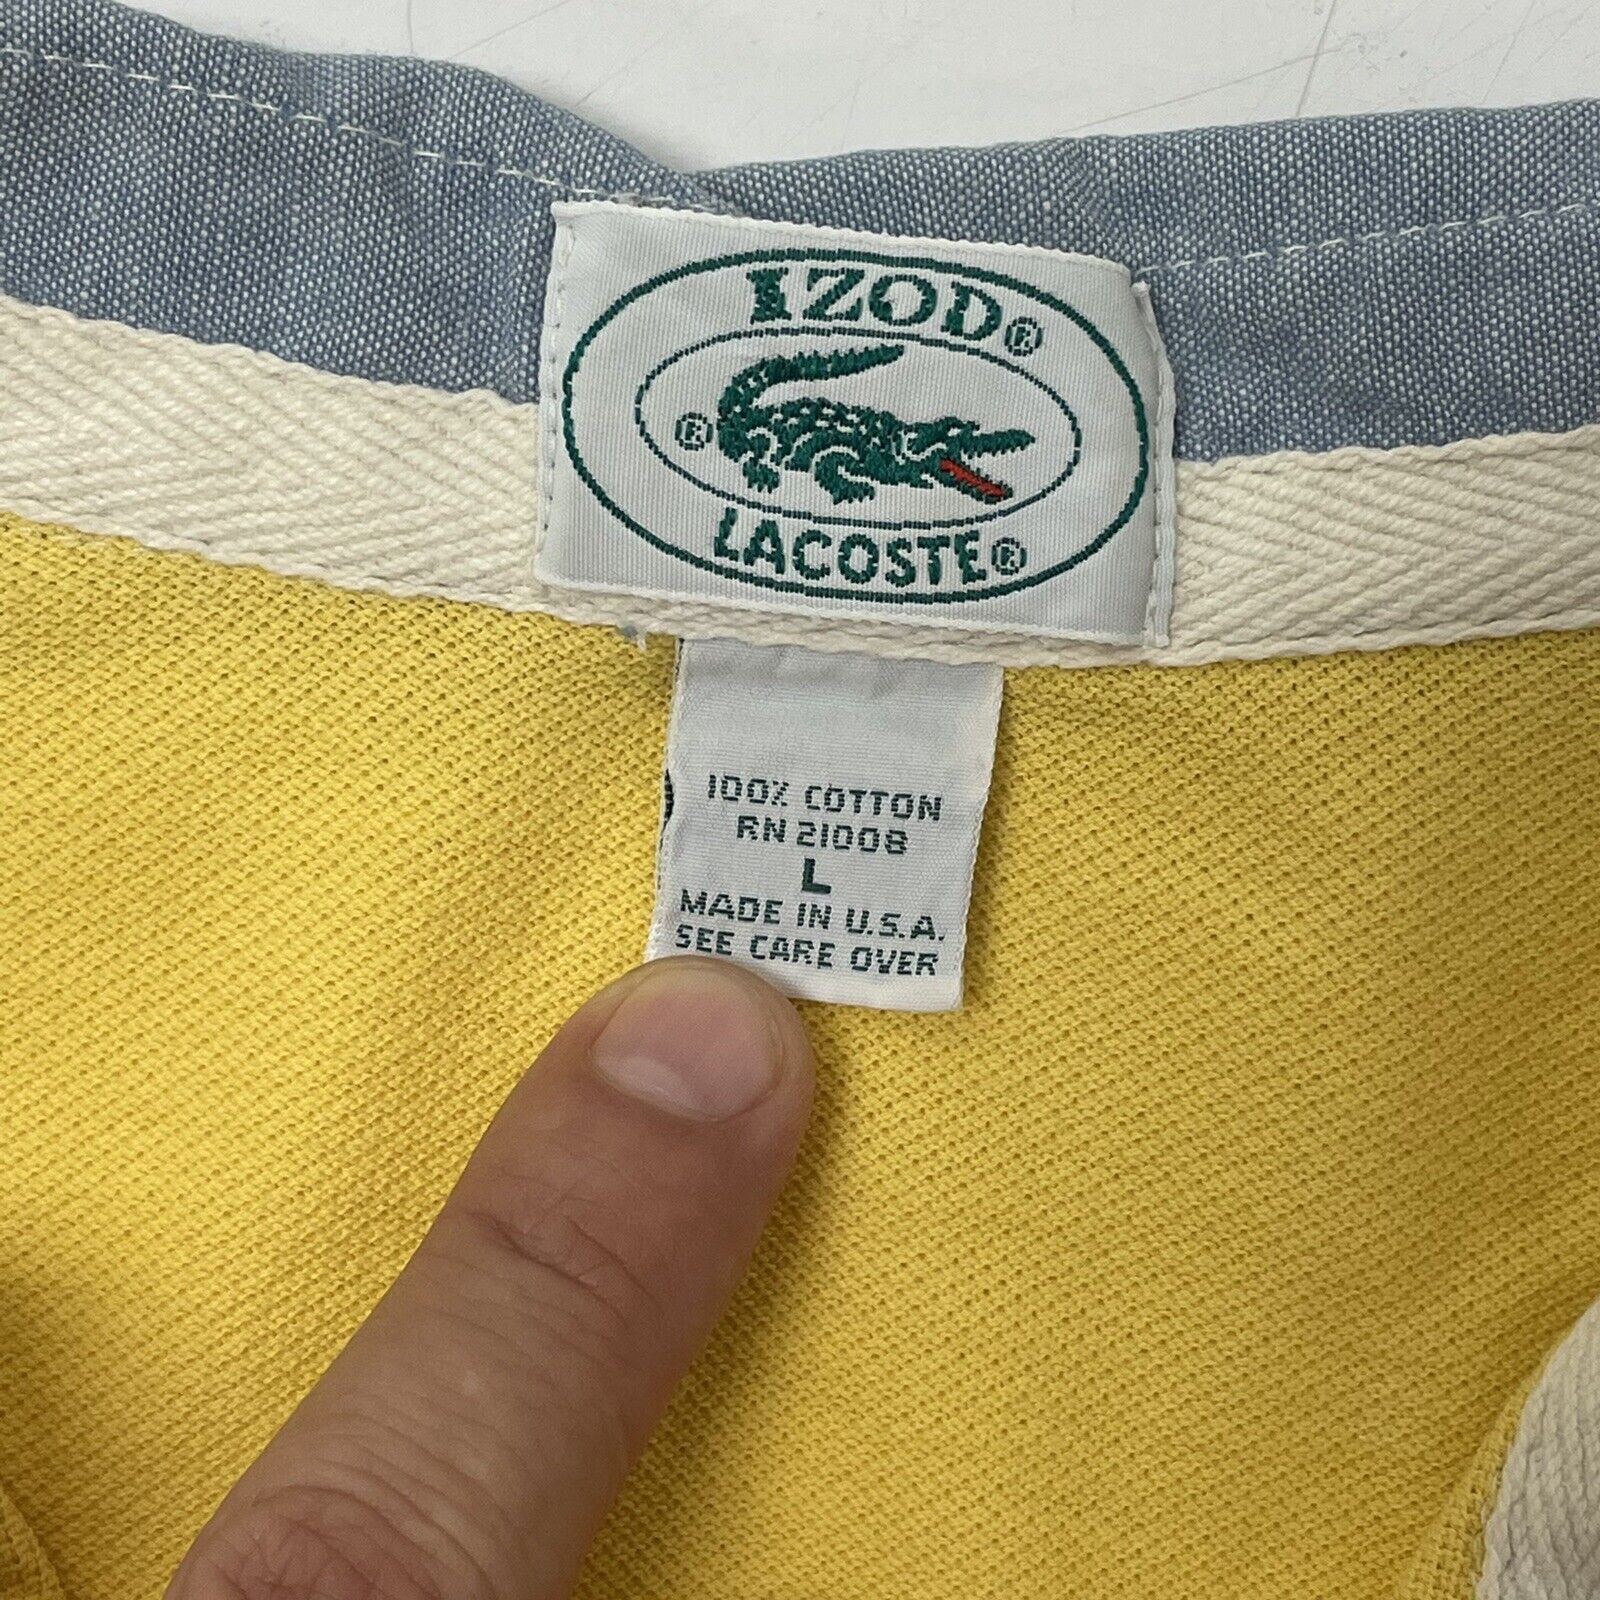 IZOD®
®
LACOSTE®
100% COTTON
RN 21008
L
MADE IN U.S.A.
SEE CARE OVER